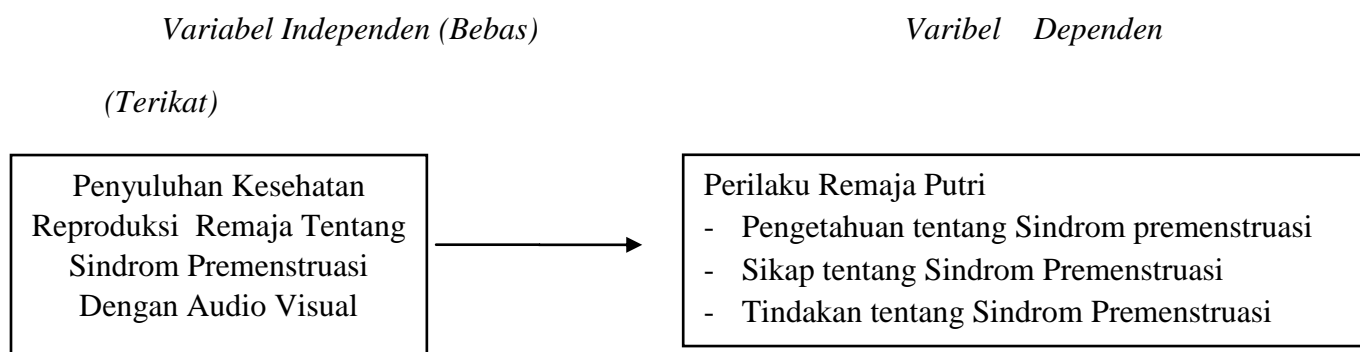 Variabel Independen (Bebas) Varibel Dependen
(Terikat)
Penyuluhan Kesehatan
Reproduksi Remaja Tentang
Sindrom Premenstruasi
Dengan Audio Visual
Perilaku Remaja Putri
- Pengetahuan tentang Sindrom premenstruasi
- Sikap tentang Sindrom Premenstruasi
- Tindakan tentang Sindrom Premenstruasi